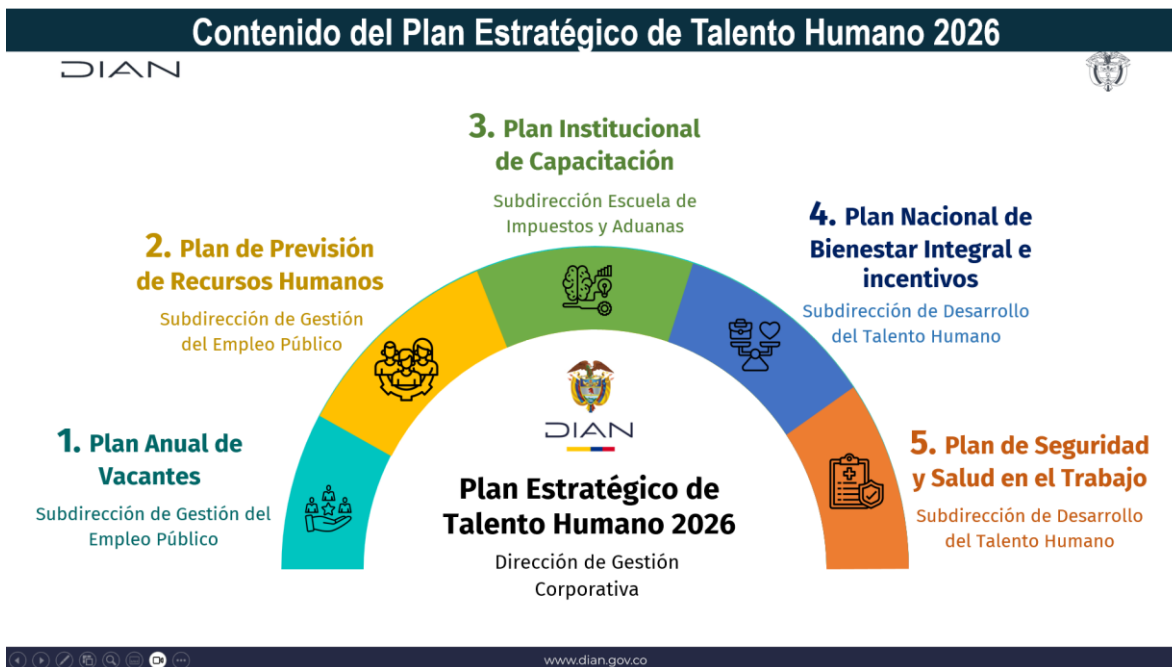 Contenido del Plan Estratégico de Talento Humano 2026
DIAN
3. Plan Institucional
de Capacitación
Subdirección Escuela de
Impuestos y Aduanas
4. Plan Nacional de
Bienestar Integral e
incentivos
Subdirección de Desarrollo
del Talento Humano
2. Plan de Previsión
de Recursos Humanos
Subdirección de Gestión
del Empleo Público
1. Plan Anual de
Vacantes
Subdirección de Gestión del
Empleo Público
DIAN
Plan Estratégico de
Talento Humano 2026
Dirección de Gestión
Corporativa
5. Plan de Seguridad
y Salud en el Trabajo
Subdirección de Desarrollo
del Talento Humano
www.dian.gov.co